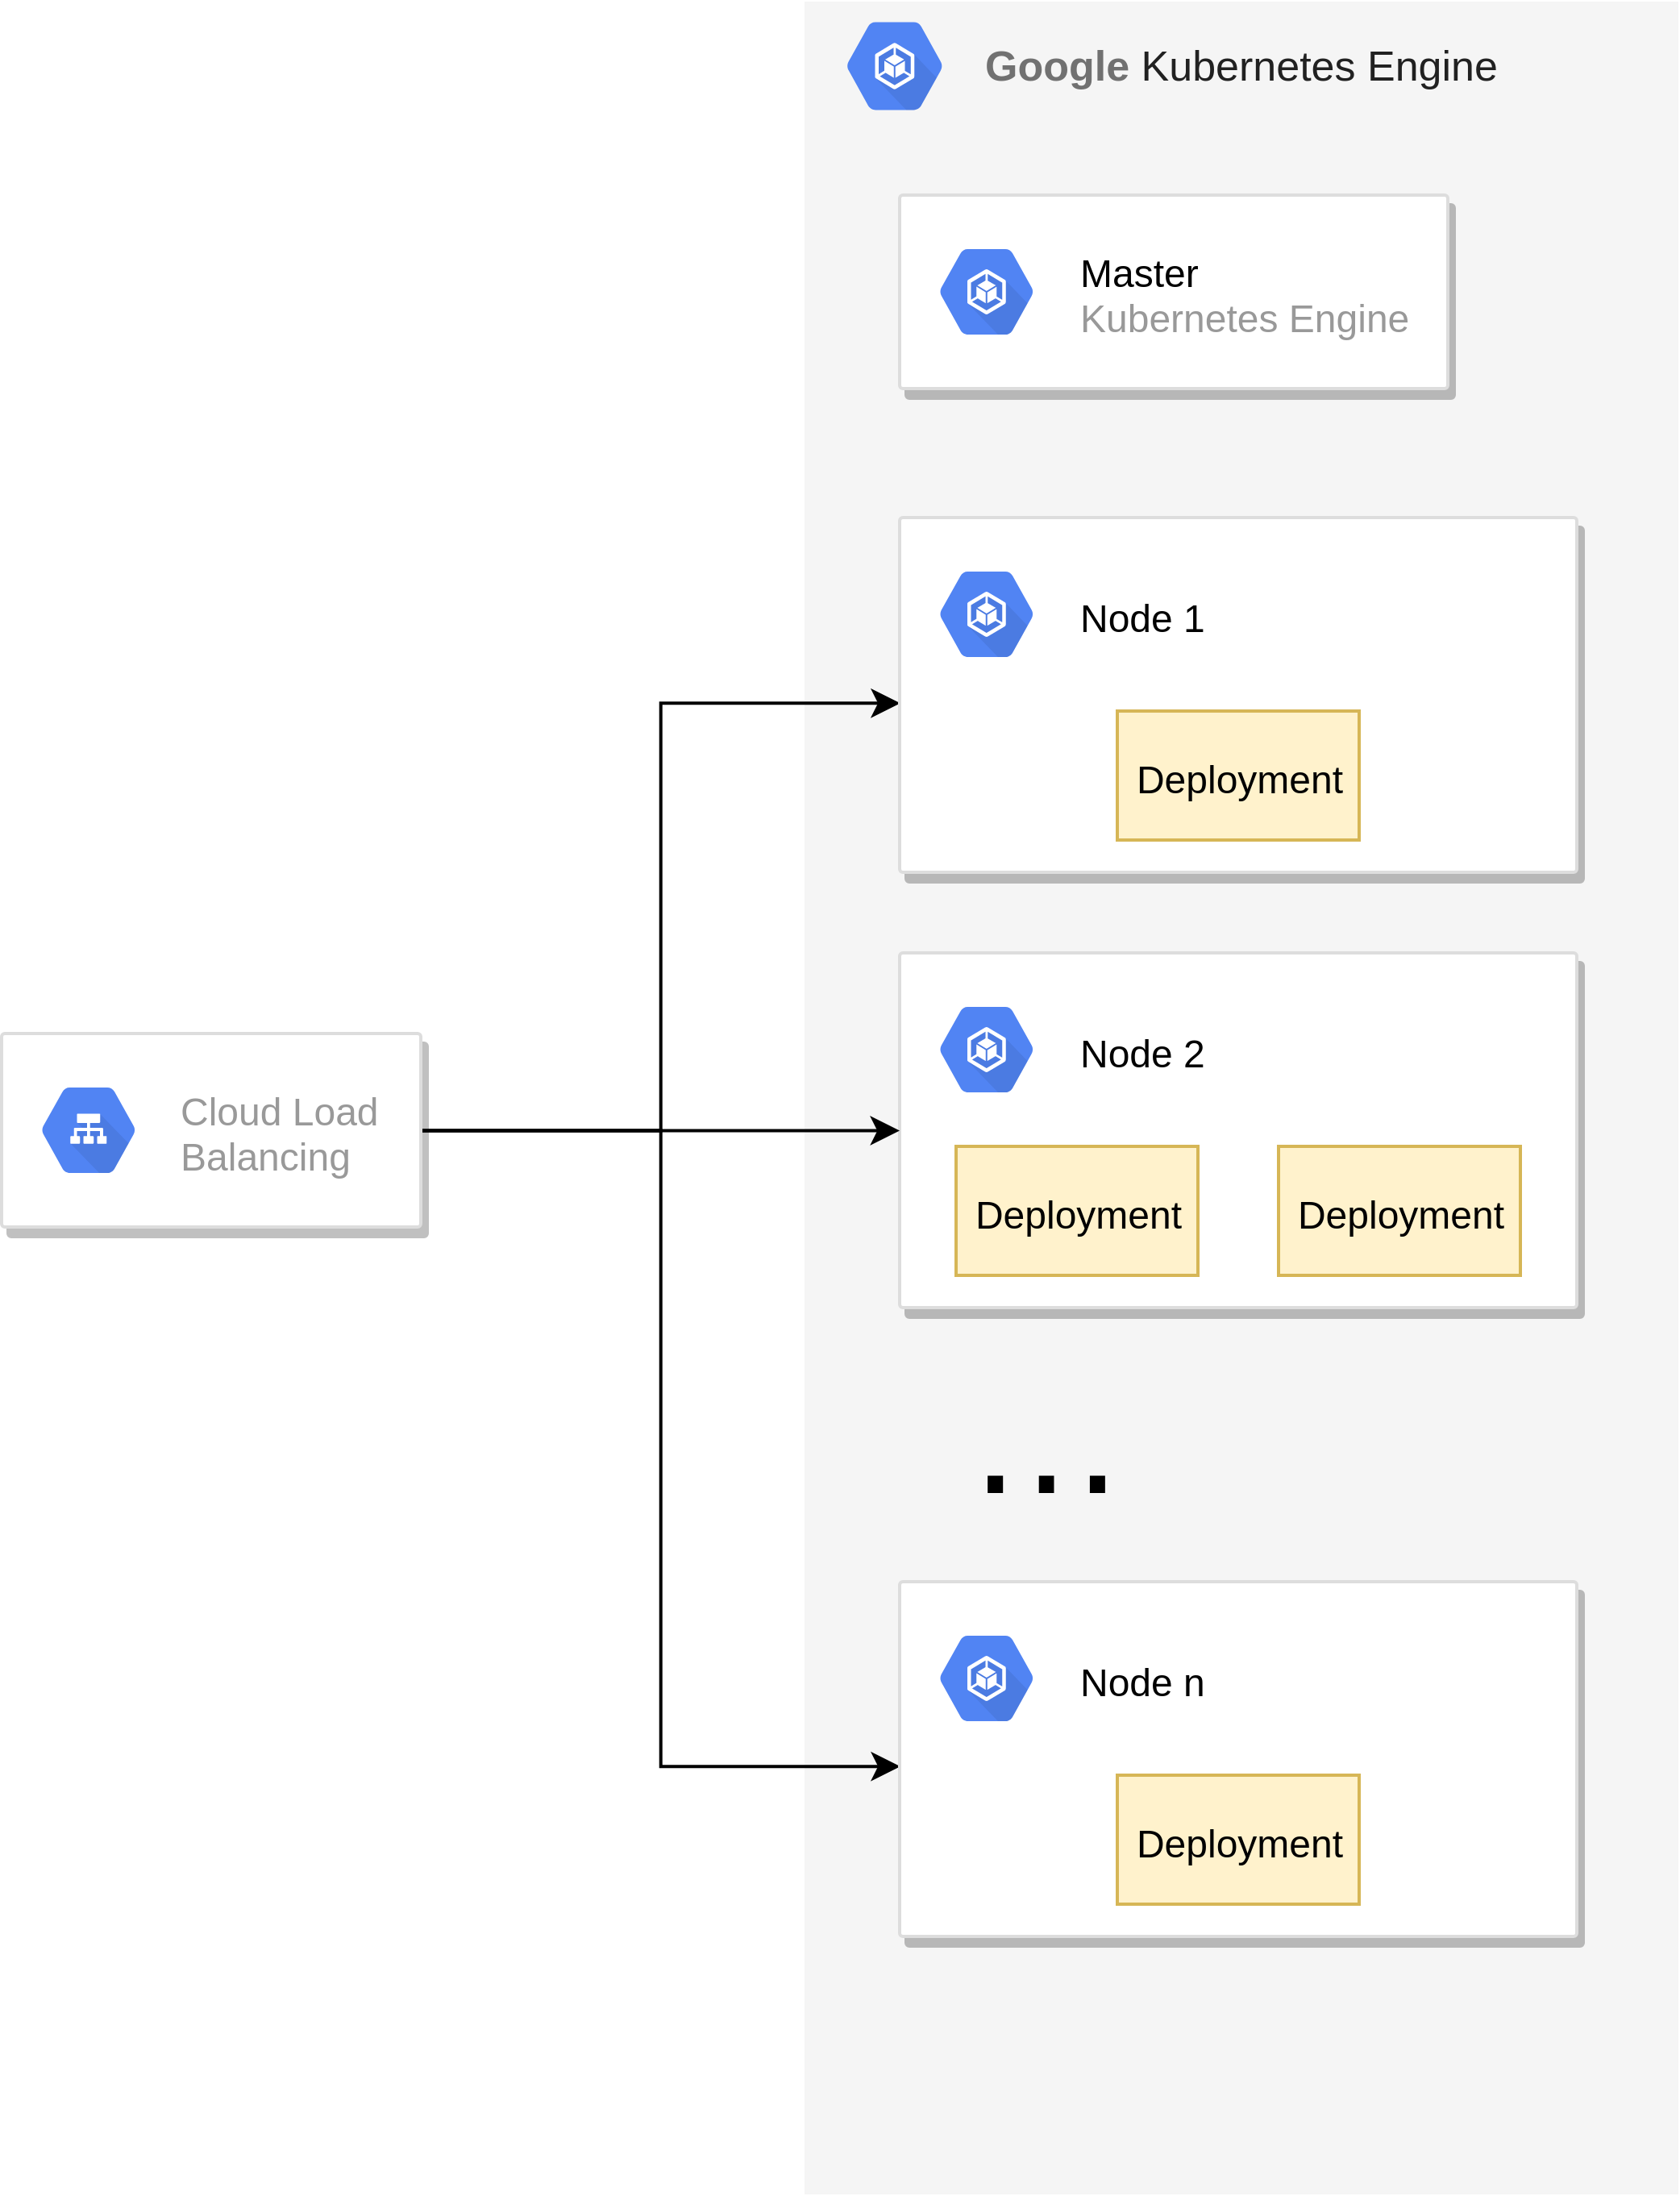 Google Kubernetes Engine
Master
Kubernetes Engine
Node 1
Deployment
Node 2
Cloud Load
Balancing
Deployment
Deployment
...
Node n
Deployment